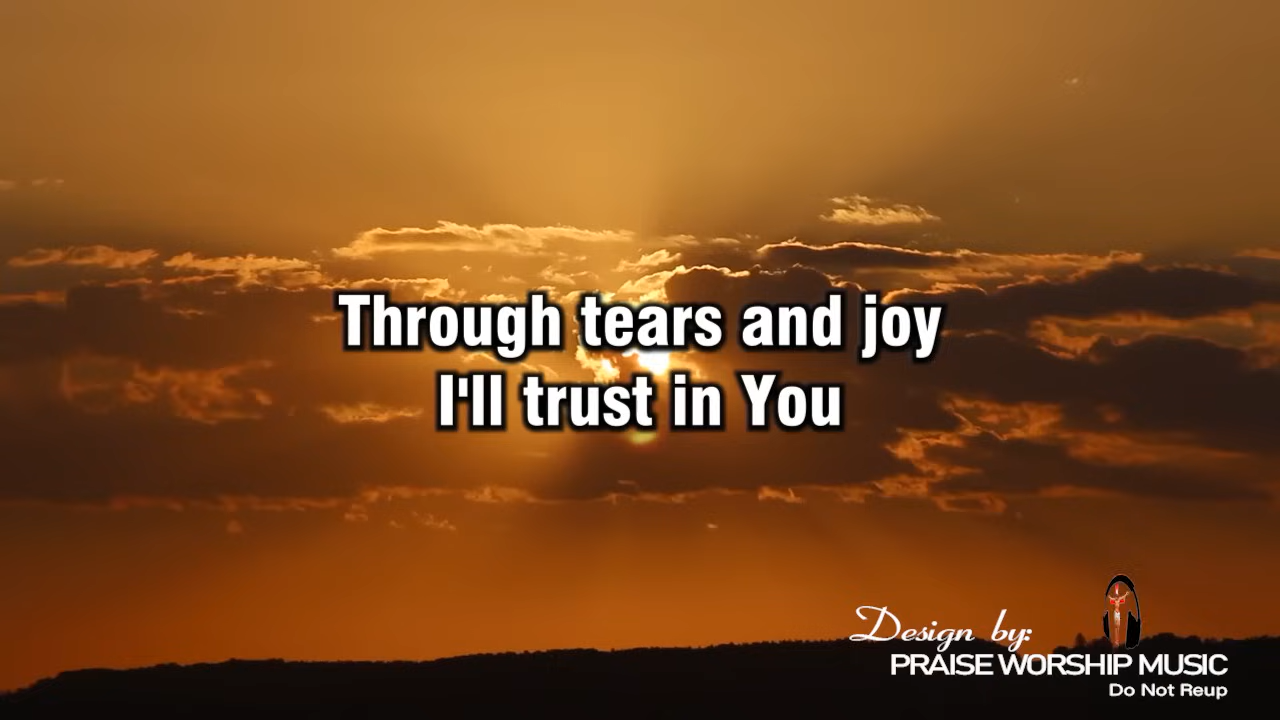 Through tears and joy
I'll trust in You
Design by:
PRAISE WORSHIP MUSIC
Do Not Reup